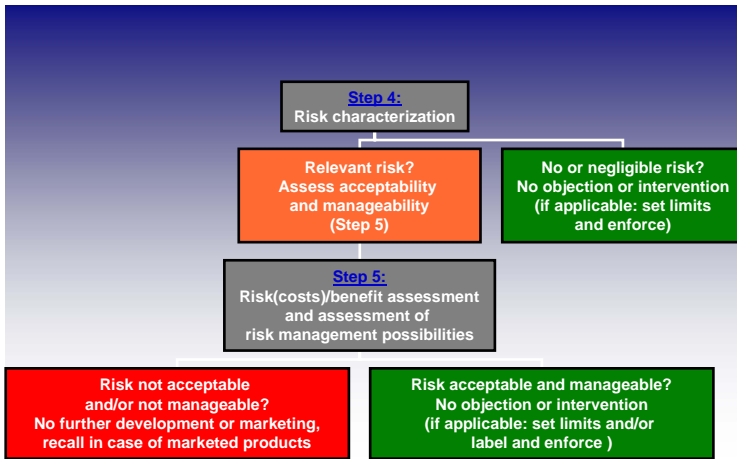 Step 4:
Risk characterization
Relevant risk?
Assess acceptability
and manageability
(Step 5)
No or negligible risk?
No objection or intervention
(if applicable: set limits
and enforce)
Step 5:
Risk(costs)/benefit assessment
and assessment of
risk management possibilities
Risk not acceptable
and/or not manageable?
No further development or marketing,
recall in case of marketed products
Risk acceptable and manageable?
No objection or intervention
(if applicable: set limits and/or
label and enforce )